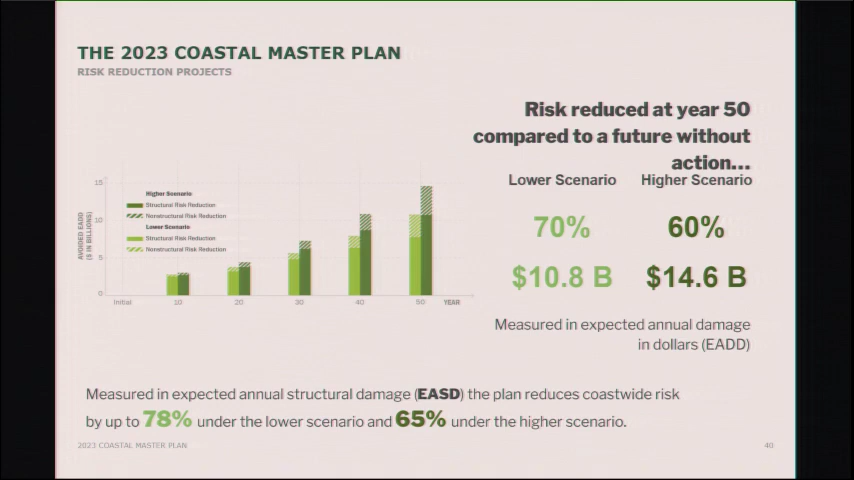 THE 2023 COASTAL MASTER PLAN
RISK REDUCTION PROJECTS
Risk reduced at year 50
compared to a future without
action...
Lower Scenario Higher Scenario
70% 60%
$10.8 B $14.6 B
Measured in expected annual damage
in dollars (EADD)
AVOIDED EADD
($ IN BILLIONS)
15
10
5
0
Higher Scenario
Structural Risk Reduction
Nonstructural Risk Reduction
Lower Scenario
Structural Risk Reduction
Nonstructural Risk Reduction
Initial 10 20 30 40 50 YEAR
Measured in expected annual structural damage (EASD) the plan reduces coastwide risk
by up to 78% under the lower scenario and 65% under the higher scenario.
2023 COASTAL MASTER PLAN 40